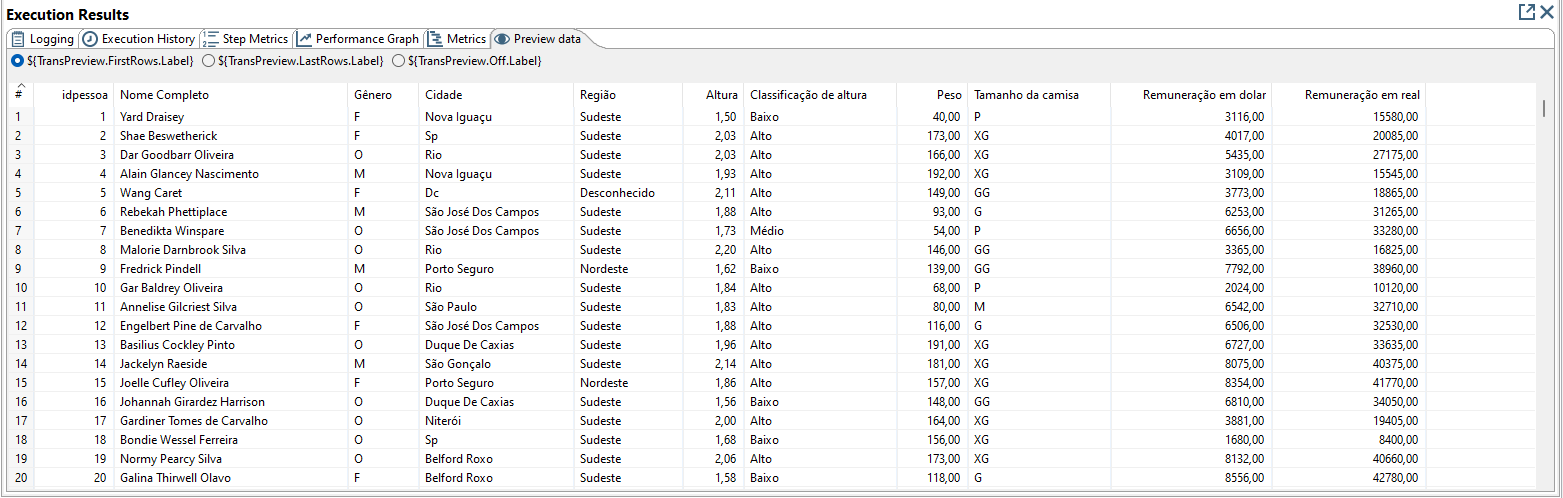 Execution Results
Logging Execution History Step Metrics Performance Graph Metrics Preview data
${TransPreview.FirstRows.Label} ${TransPreview.LastRows.Label} ${TransPreview.Off.Label}
# idpessoa Nome Completo Gênero Cidade Região Altura Classificação de altura Peso Tamanho da camisa Remuneração em dolar Remuneração em real
1 1 Yard Draisey F Nova Iguaçu Sudeste 1,50 Baixo 40,00 P 3116,00 15580,00
2 2 Shae Beswetherick F Sp Sudeste 2,03 Alto 173,00 XG 4017,00 20085,00
3 3 Dar Goodbarr Oliveira O Rio Sudeste 2,03 Alto 166,00 XG 5435,00 27175,00
4 4 Alain Glancey Nascimento M Nova Iguaçu Sudeste 1,93 Alto 192,00 XG 3109,00 15545,00
5 5 Wang Caret F Dc Desconhecido 2,11 Alto 149,00 GG 3773,00 18865,00
6 6 Rebekah Phettiplace M São José Dos Campos Sudeste 1,88 Alto 93,00 G 6253,00 31265,00
7 7 Benedikta Winspare O São José Dos Campos Sudeste 1,73 Médio 54,00 P 6656,00 33280,00
8 8 Malorie Darnbrook Silva O Rio Sudeste 2,20 Alto 146,00 GG 3365,00 16825,00
9 9 Fredrick Pindell M Porto Seguro Nordeste 1,62 Baixo 139,00 GG 7792,00 38960,00
10 10 Gar Baldrey Oliveira O Rio Sudeste 1,84 Alto 68,00 P 2024,00 10120,00
11 11 Annelise Gilcriest Silva O São Paulo Sudeste 1,83 Alto 80,00 M 6542,00 32710,00
12 12 Engelbert Pine de Carvalho F São José Dos Campos Sudeste 1,88 Alto 116,00 G 6506,00 32530,00
13 13 Basilius Cockley Pinto O Duque De Caxias Sudeste 1,96 Alto 191,00 XG 6727,00 33635,00
14 14 Jackelyn Raeside M São Gonçalo Sudeste 2,14 Alto 181,00 XG 8075,00 40375,00
15 15 Joelle Cufley Oliveira F Porto Seguro Nordeste 1,86 Alto 157,00 XG 8354,00 41770,00
16 16 Johannah Girardez Harrison O Duque De Caxias Sudeste 1,56 Baixo 148,00 GG 6810,00 34050,00
17 17 Gardiner Tomes de Carvalho O Niterói Sudeste 2,00 Alto 164,00 XG 3881,00 19405,00
18 18 Bondie Wessel Ferreira O Sp Sudeste 1,68 Baixo 156,00 XG 1680,00 8400,00
19 19 Normy Pearcy Silva O Belford Roxo Sudeste 2,06 Alto 173,00 XG 8132,00 40660,00
20 20 Galina Thirwell Olavo F Belford Roxo Sudeste 1,58 Baixo 118,00 G 8556,00 42780,00